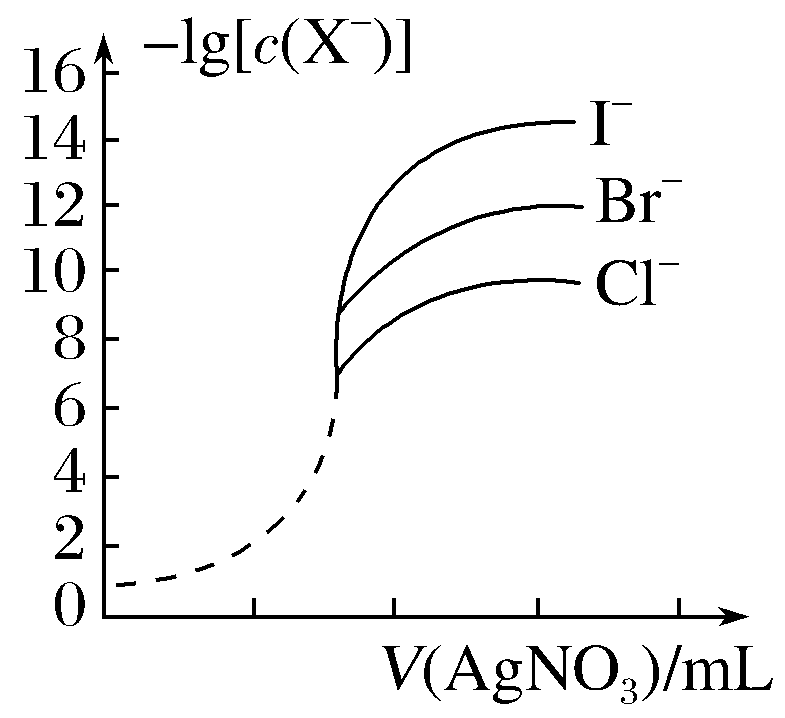 −lg[c(X⁻)]
16
14
12
10
8
6
4
2
0
I⁻
Br⁻
Cl⁻
V(AgNO₃)/mL